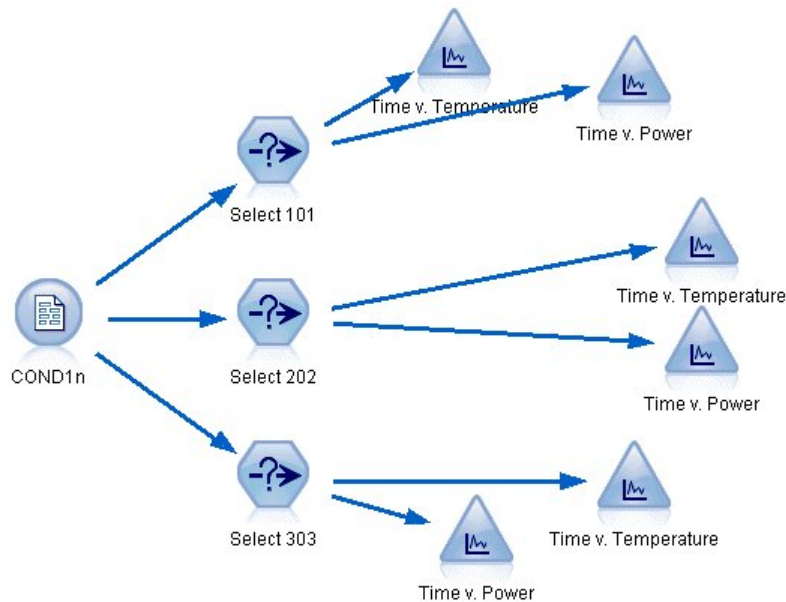 Time v. Temperature
Time v. Power
Select 101
Time v. Temperature
COND1n
Select 202
Time v. Power
Select 303
Time v. Temperature
Time v. Power